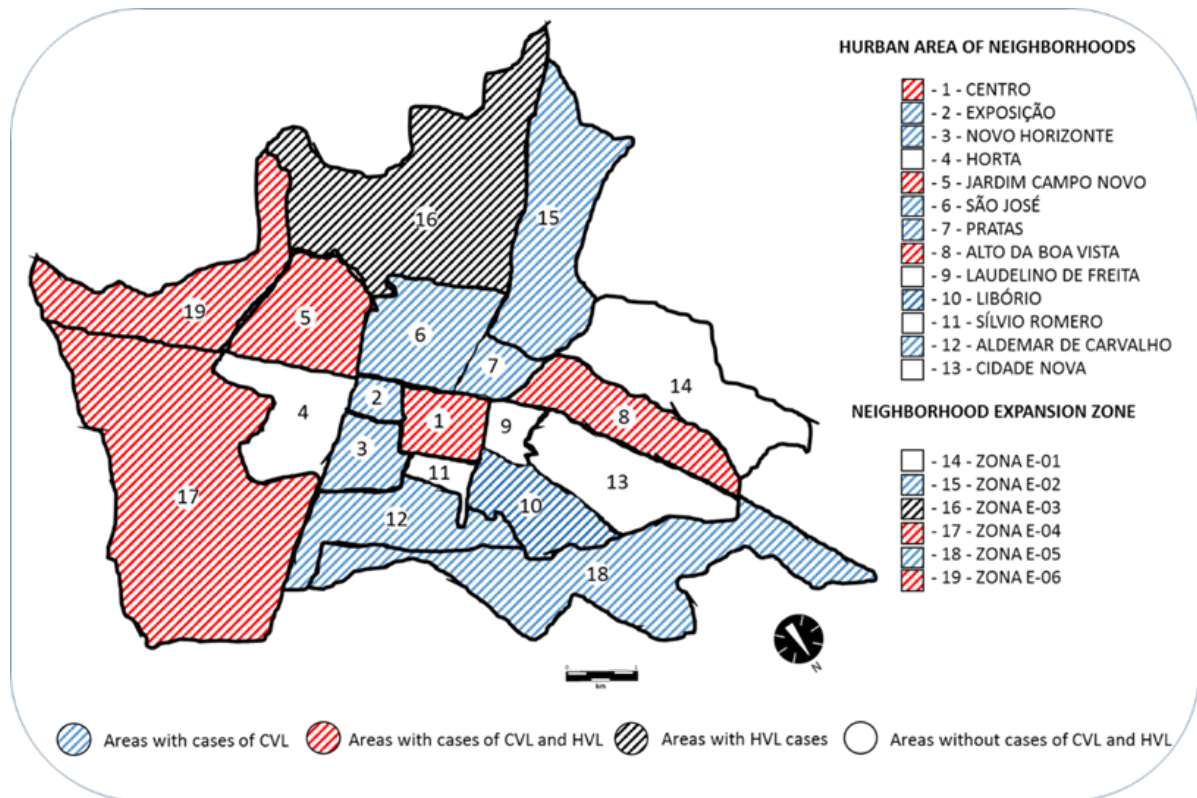 HURBAN AREA OF NEIGHBORHOODS
- 1 - CENTRO
- 2 - EXPOSIÇÃO
- 3 - NOVO HORIZONTE
- 4 - HORTA
- 5 - JARDIM CAMPO NOVO
- 6 - SÃO JOSÉ
- 7 - PRATAS
- 8 - ALTO DA BOA VISTA
- 9 - LAUDELINO DE FREITA
- 10 - LIBÓRIO
- 11 - SÍLVIO ROMERO
- 12 - ALDEMAR DE CARVALHO
- 13 - CIDADE NOVA
NEIGHBORHOOD EXPANSION ZONE
- 14 - ZONA E-01
- 15 - ZONA E-02
- 16 - ZONA E-03
- 17 - ZONA E-04
- 18 - ZONA E-05
- 19 - ZONA E-06
16
15
19
5
6
7
14
2
4
1
9
8
3
11
13
17
10
12
18
N
0 1
km
Areas with cases of CVL
Areas with cases of CVL and HVL
Areas with HVL cases
Areas without cases of CVL and HVL